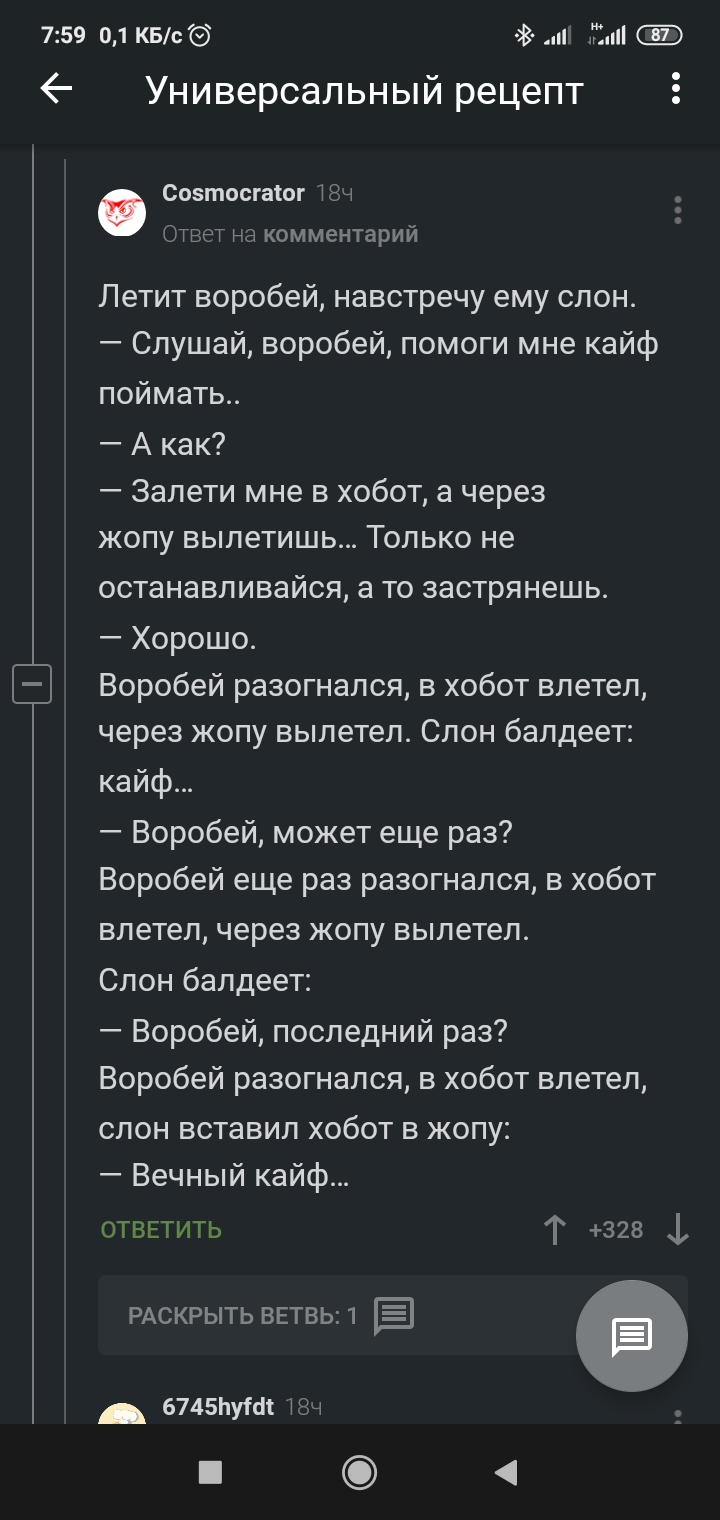 7:59 0,1 КБ/с H+ 87
Универсальный рецепт
Cosmocrator 18ч
Ответ на комментарий
Летит воробей, навстречу ему слон.
— Слушай, воробей, помоги мне кайф
поймать..
— А как?
— Залети мне в хобот, а через
жопу вылетишь... Только не
останавливайся, а то застрянешь.
— Хорошо.
Воробей разогнался, в хобот влетел,
через жопу вылетел. Слон балдеет:
кайф...
— Воробей, может еще раз?
Воробей еще раз разогнался, в хобот
влетел, через жопу вылетел.
Слон балдеет:
— Воробей, последний раз?
Воробей разогнался, в хобот влетел,
слон вставил хобот в жопу:
— Вечный кайф...
ОТВЕТИТЬ +328
РАСКРЫТЬ ВЕТВЬ: 1
6745hyfdt 18ч